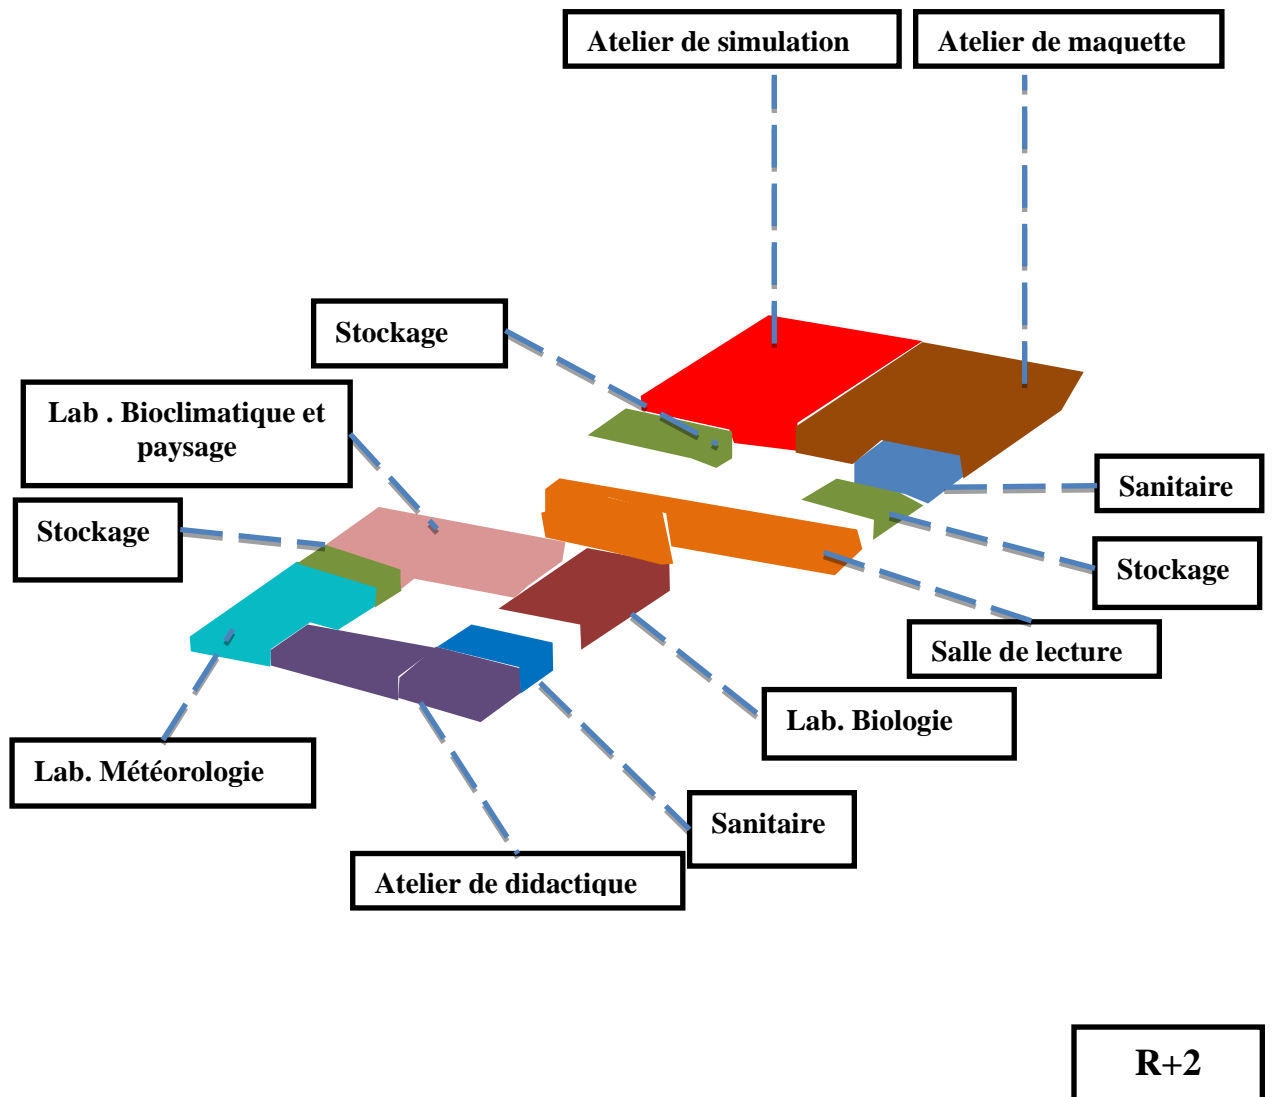 Atelier de simulation
Atelier de maquette
Stockage
Lab . Bioclimatique et
paysage
Sanitaire
Stockage
Stockage
Salle de lecture
Lab. Biologie
Lab. Météorologie
Sanitaire
Atelier de didactique
R+2